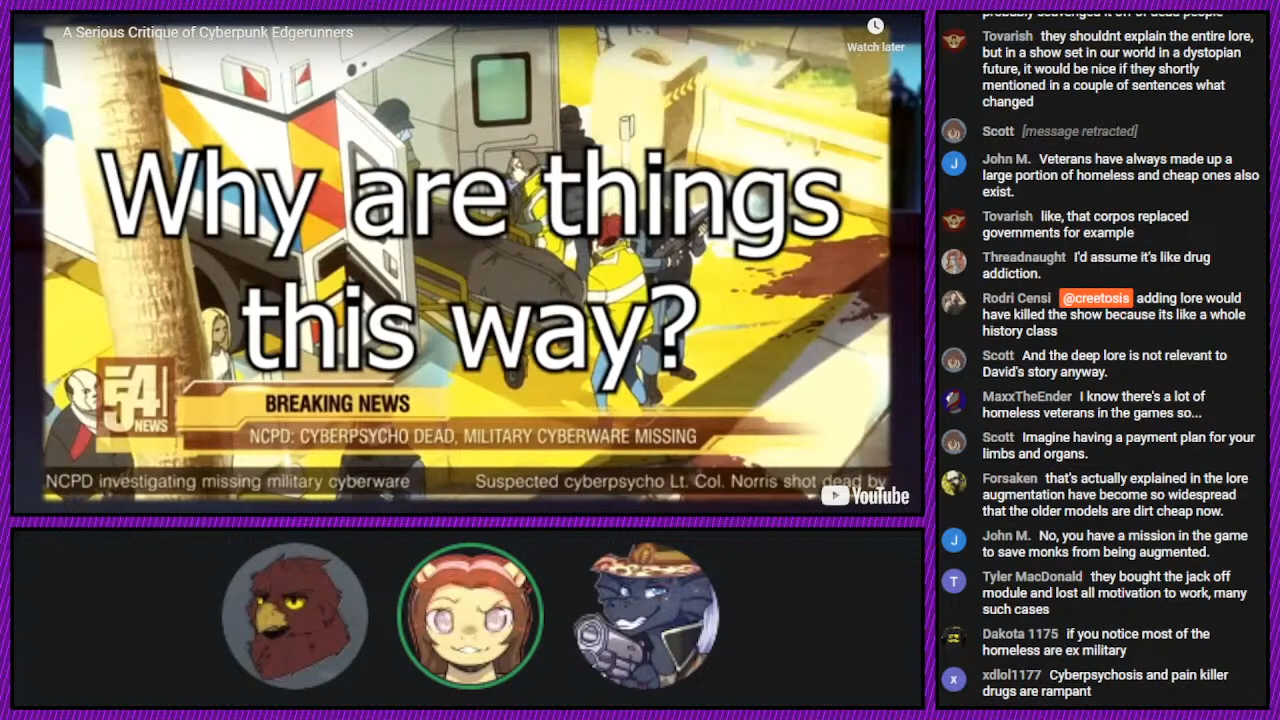 A Serious Critique of Cyberpunk Edgerunners
Watch later
Why are things
this way?
54
NEWS
BREAKING NEWS
NCPD: CYBERPSYCHO DEAD, MILITARY CYBERWARE MISSING
NCPD investigating missing military cyberware Suspected cyberpsycho Lt. Col. Norris shot dead by
YouTube
probably scavenged it off of dead people
Tovarish they shouldnt explain the entire lore,
but in a show set in our world in a dystopian
future, it would be nice if they shortly
mentioned in a couple of sentences what
changed
Scott [message retracted]
J
John M. Veterans have always made up a
large portion of homeless and cheap ones also
exist.
Tovarish like, that corpos replaced
governments for example
Threadnaught I'd assume it's like drug
addiction.
Rodri Censi @creetosis adding lore would
have killed the show because its like a whole
history class
Scott And the deep lore is not relevant to
David's story anyway.
MaxxTheEnder I know there's a lot of
homeless veterans in the games so...
Scott Imagine having a payment plan for your
limbs and organs.
Forsaken that's actually explained in the lore
augmentation have become so widespread
that the older models are dirt cheap now.
J
John M. No, you have a mission in the game
to save monks from being augmented.
T
Tyler MacDonald they bought the jack off
module and lost all motivation to work, many
such cases
Dakota 1175 if you notice most of the
homeless are ex military
x
xdlol1177 Cyberpsychosis and pain killer
drugs are rampant